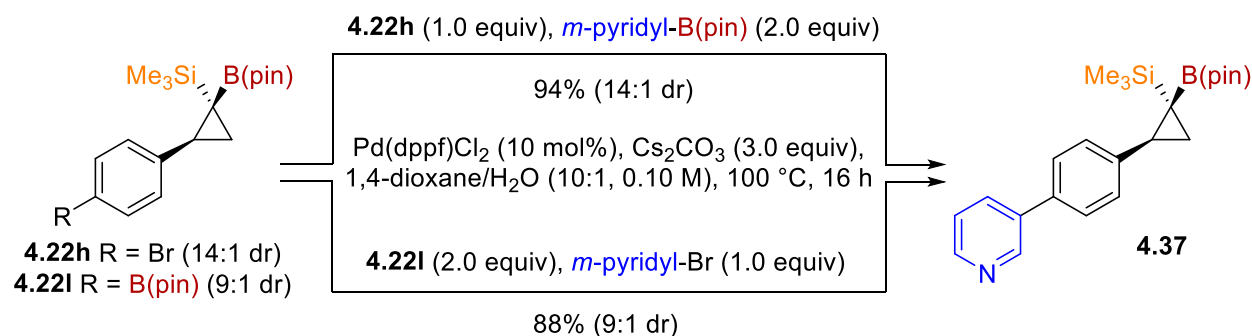 4.22h (1.0 equiv), m-pyridyl-B(pin) (2.0 equiv)
94% (14:1 dr)
Me3Si B(pin)
R
4.22h R = Br (14:1 dr)
4.22l R = B(pin) (9:1 dr)
Pd(dppf)Cl2 (10 mol%), Cs2CO3 (3.0 equiv),
1,4-dioxane/H2O (10:1, 0.10 M), 100 °C, 16 h
4.22l (2.0 equiv), m-pyridyl-Br (1.0 equiv)
88% (9:1 dr)
Me3Si B(pin)
N
4.37